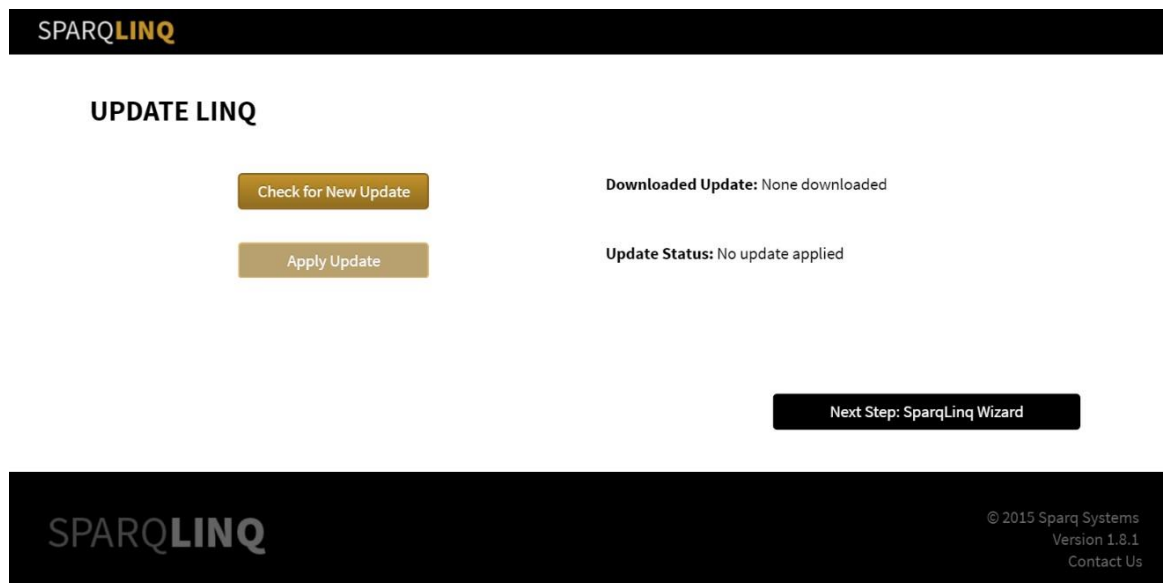 SPARQLINQ
UPDATE LINQ
Check for New Update
Downloaded Update: None downloaded
Apply Update
Update Status: No update applied
Next Step: SparqLinq Wizard
SPARQLINQ
© 2015 Sparq Systems
Version 1.8.1
Contact Us